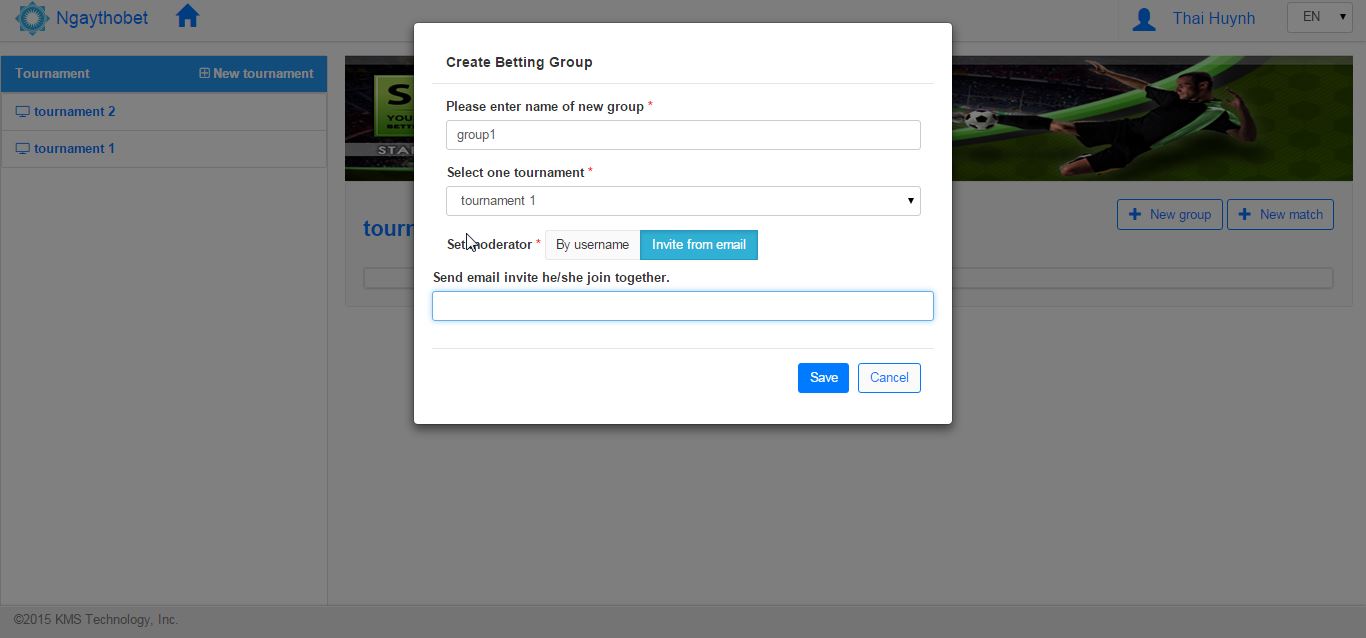 Ngaythobet
Thai Huynh
EN
Tournament
New tournament
tournament 2
tournament 1
New group
New match
Create Betting Group
Please enter name of new group *
group1
Select one tournament *
tournament 1
Set moderator * By username Invite from email
Send email invite he/she join together.
Save Cancel
©2015 KMS Technology, Inc.